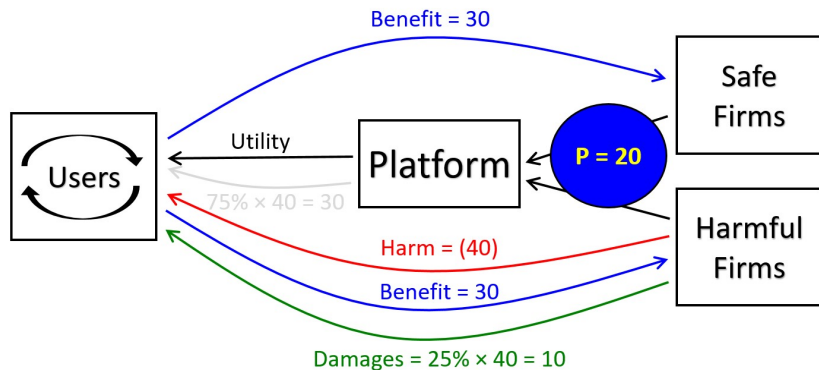 Benefit = 30
Safe
Firms
Utility
Platform
P = 20
Users
75% × 40 = 30
Harm = (40)
Harmful
Firms
Benefit = 30
Damages = 25% × 40 = 10